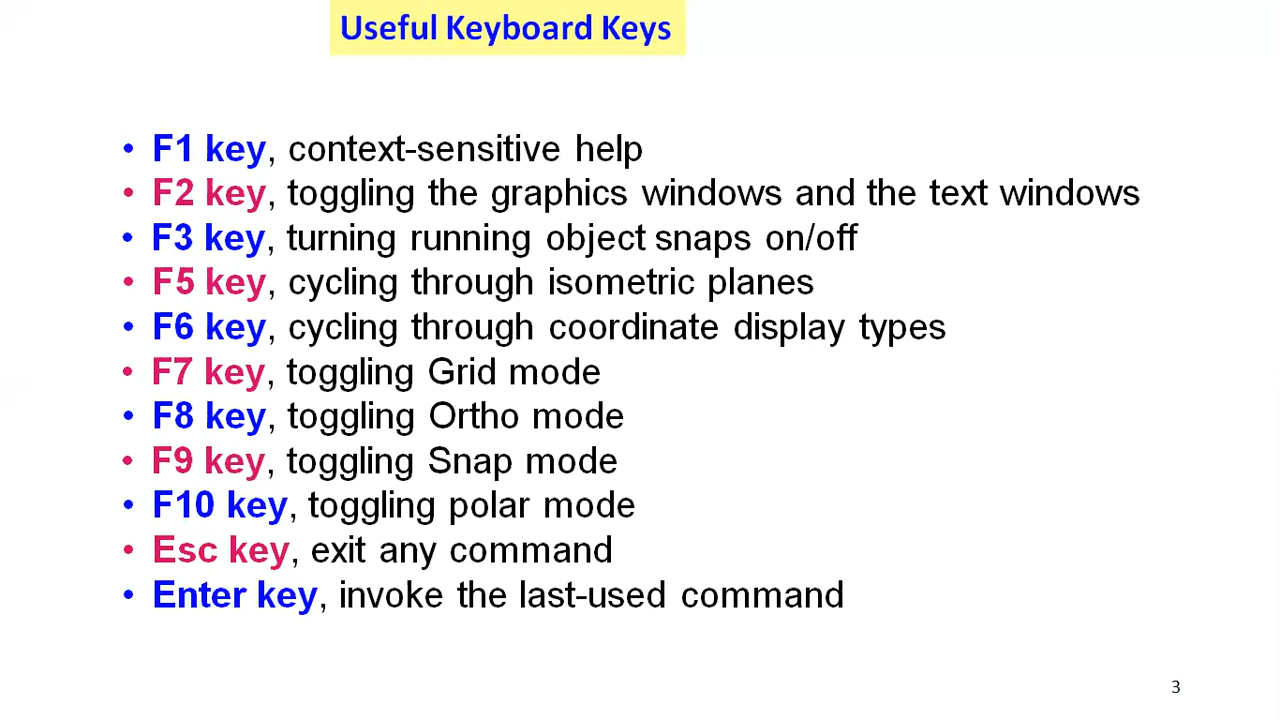 Useful Keyboard Keys
• F1 key, context-sensitive help
• F2 key, toggling the graphics windows and the text windows
• F3 key, turning running object snaps on/off
• F5 key, cycling through isometric planes
• F6 key, cycling through coordinate display types
• F7 key, toggling Grid mode
• F8 key, toggling Ortho mode
• F9 key, toggling Snap mode
• F10 key, toggling polar mode
• Esc key, exit any command
• Enter key, invoke the last-used command
3